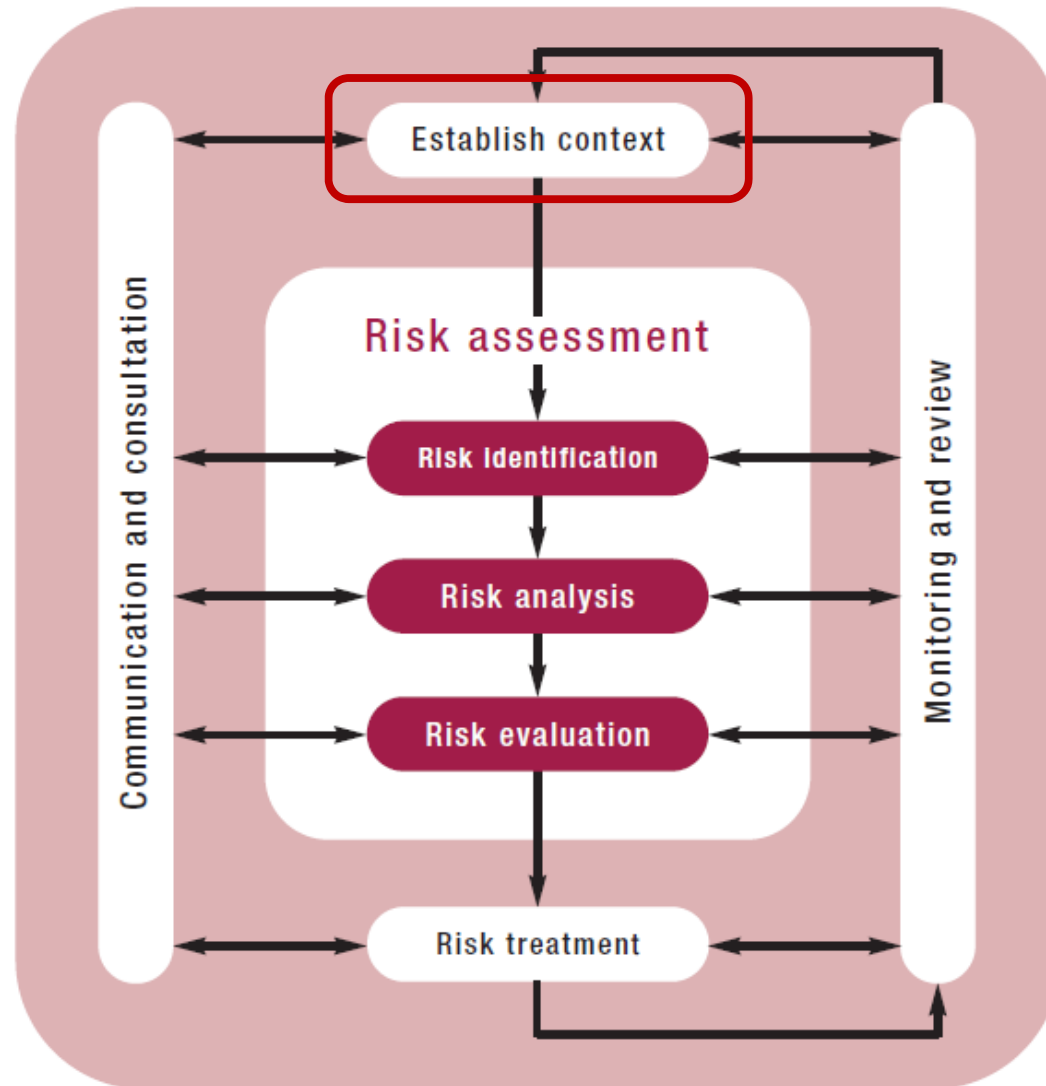 Establish context
Communication and consultation
Risk assessment
Risk identification
Risk analysis
Risk evaluation
Monitoring and review
Risk treatment